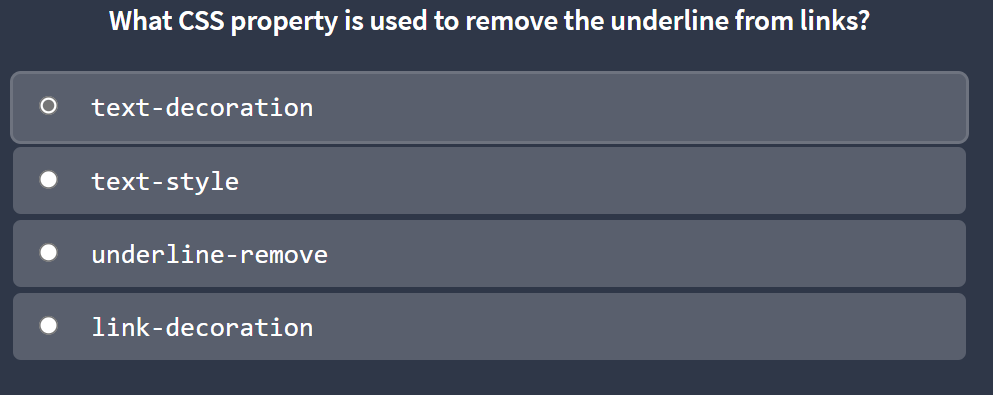 What CSS property is used to remove the underline from links?
text-decoration
text-style
underline-remove
link-decoration